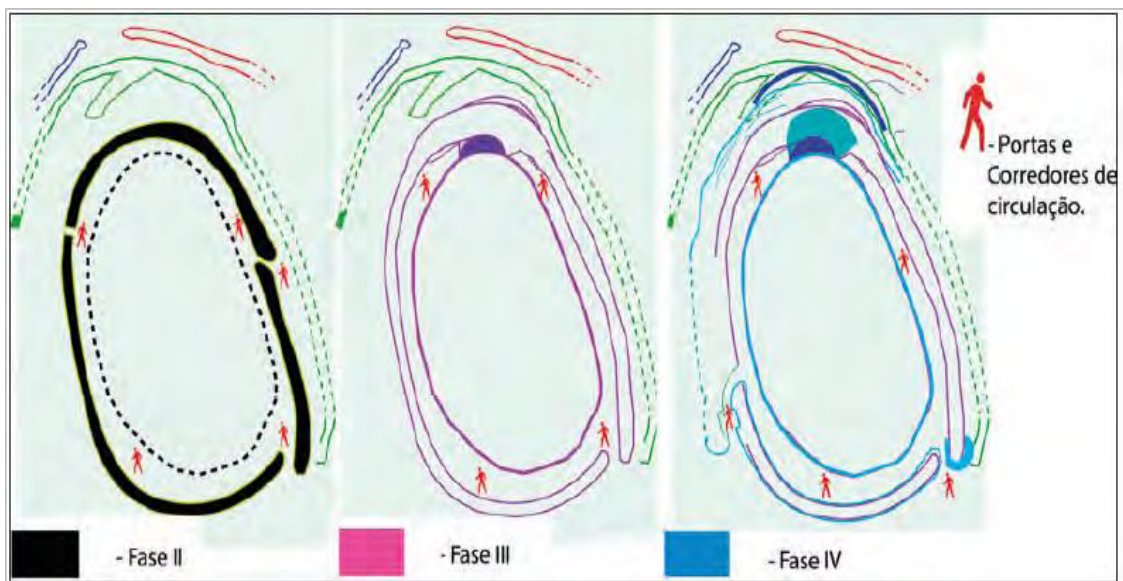 - Portas e
Corredores de
circulação.
- Fase II
- Fase III
- Fase IV